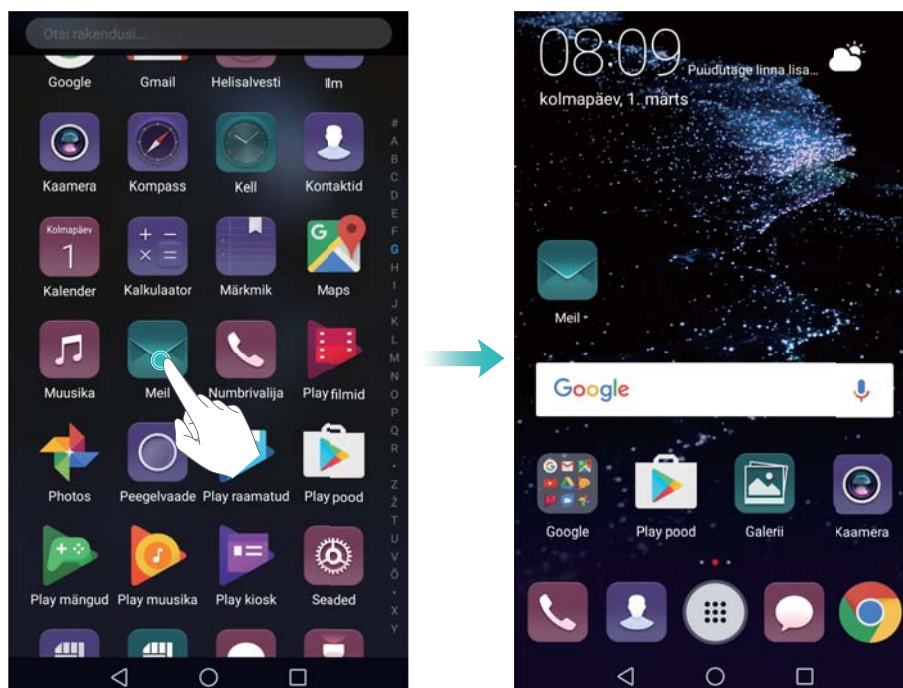 Otsi rakendusi...
Google Gmail Helisalvesti Ilm
Kaamera Kompass Kell Kontaktid
Kolmapäev
1
G
Kalender Kalkulaator Märkmik Maps
Muusika Meil Numbrivalija Play filmid
Photos Peegelvaade Play raamatud Play pood
Play mängud Play muusika Play kiosk Seaded
#
A
B
C
D
E
F
G
H
I
J
K
L
M
N
O
P
Q
R
•
Z
Ž
T
U
V
Õ
•
X
Y
08:09
Puudutage linna lisa...
kolmapäev, 1. märts
Meil
Google
Google Play pood Galerii Kaamera